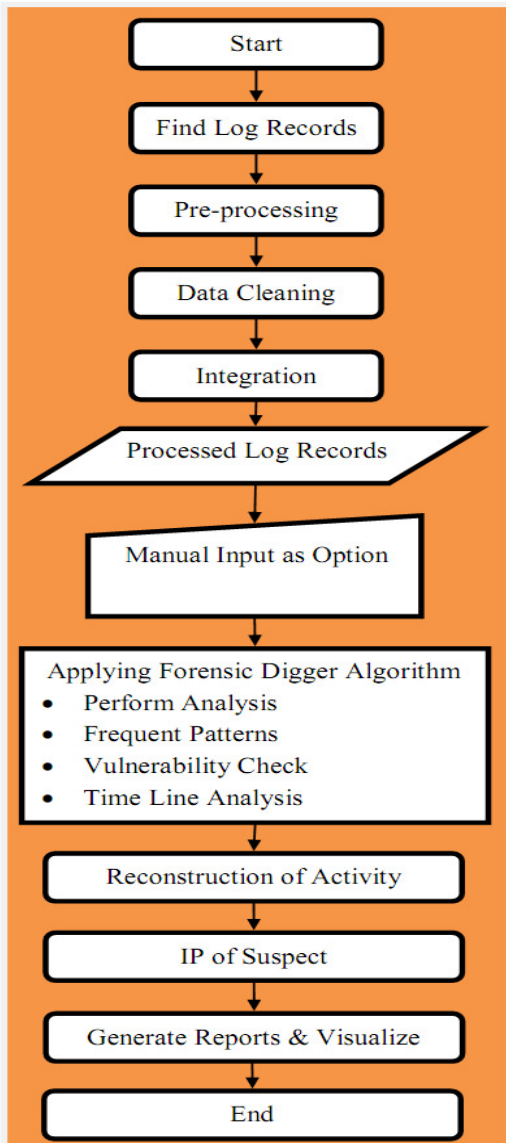 Start
Find Log Records
Pre-processing
Data Cleaning
Integration
Processed Log Records
Manual Input as Option
Applying Forensic Digger Algorithm
• Perform Analysis
• Frequent Patterns
• Vulnerability Check
• Time Line Analysis
Reconstruction of Activity
IP of Suspect
Generate Reports & Visualize
End